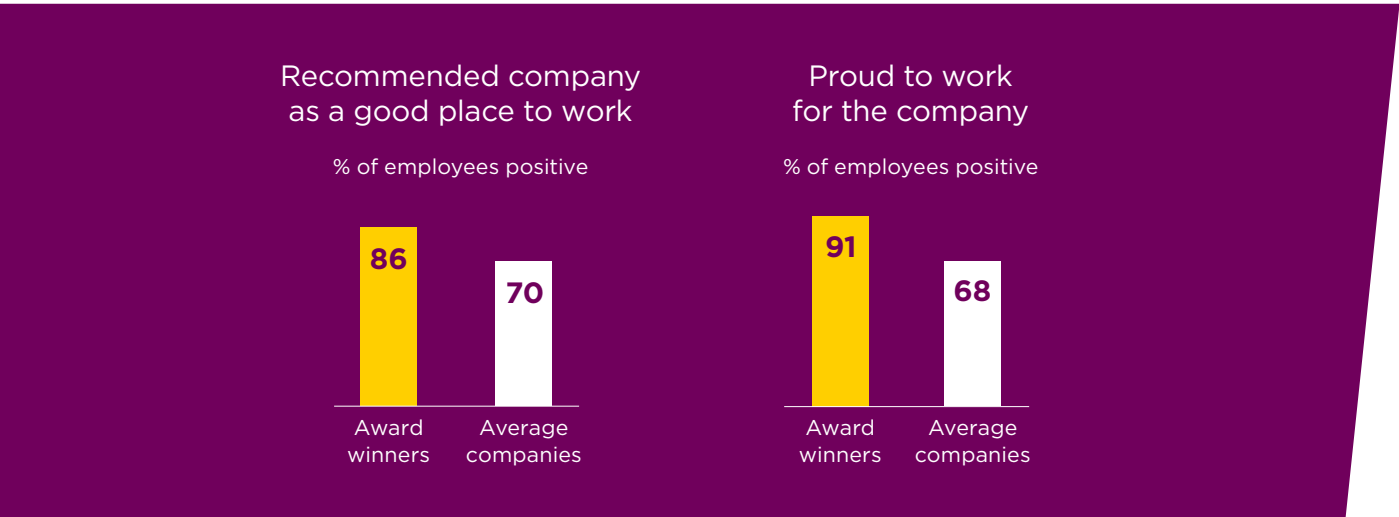 Recommended company
as a good place to work
% of employees positive
86
70
Award
winners
Average
companies
Proud to work
for the company
% of employees positive
91
68
Award
winners
Average
companies